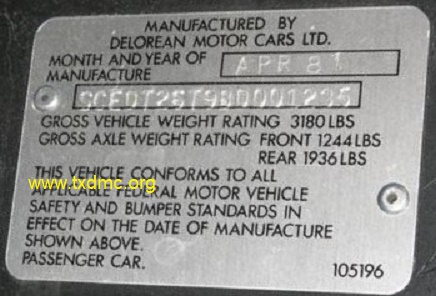 MANUFACTURED BY
DELOREAN MOTOR CARS LTD.
MONTH AND YEAR OF
MANUFACTURE APR 81
SCEDT26T9BD001235
GROSS VEHICLE WEIGHT RATING 3180 LBS
GROSS AXLE WEIGHT RATING FRONT 1244 LBS
REAR 1936 LBS
THIS VEHICLE CONFORMS TO ALL
www.txdmc.org
APPLICABLE FEDERAL MOTOR VEHICLE
SAFETY AND BUMPER STANDARDS IN
EFFECT ON THE DATE OF MANUFACTURE
SHOWN ABOVE.
PASSENGER CAR. 105196